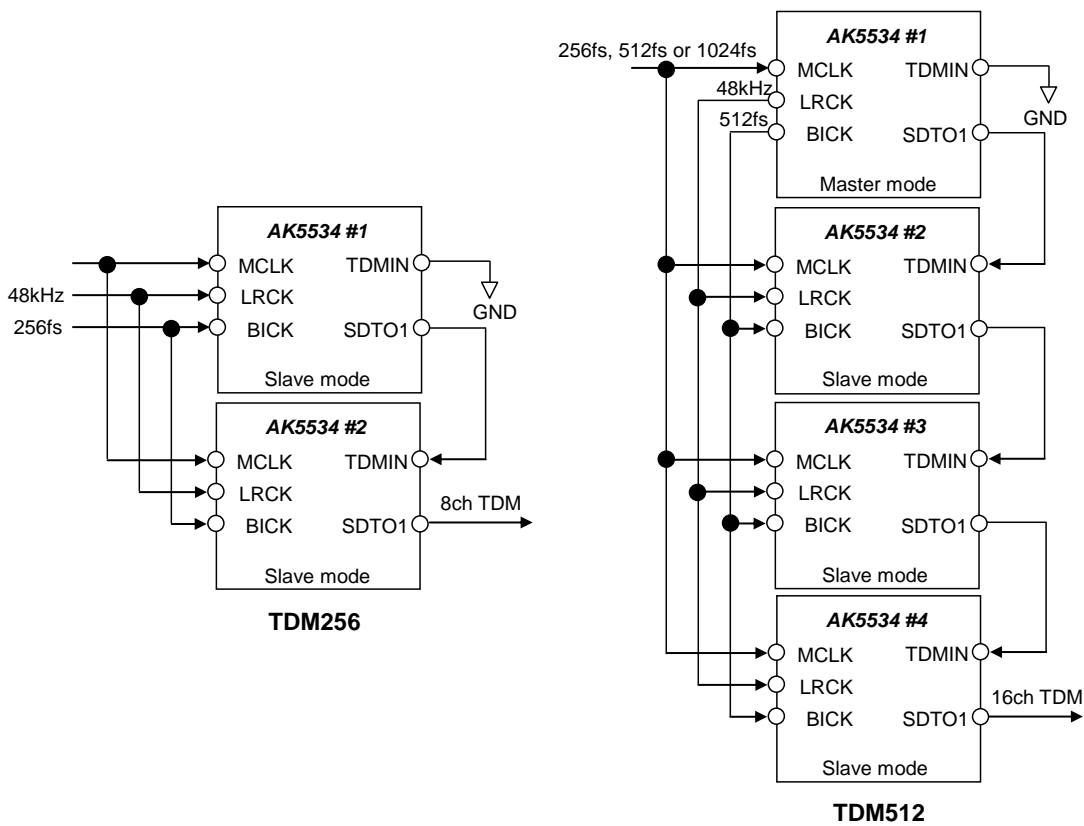 AK5534 #1
MCLK TDMIN
48kHz
LRCK
GND
256fs
BICK SDTO1
Slave mode
AK5534 #2
MCLK TDMIN
LRCK
8ch TDM
BICK SDTO1
Slave mode
TDM256
AK5534 #1
256fs, 512fs or 1024fs
MCLK TDMIN
48kHz
LRCK
GND
512fs
BICK SDTO1
Master mode
AK5534 #2
MCLK TDMIN
LRCK
BICK SDTO1
Slave mode
AK5534 #3
MCLK TDMIN
LRCK
BICK SDTO1
Slave mode
AK5534 #4
MCLK TDMIN
LRCK
16ch TDM
BICK SDTO1
Slave mode
TDM512